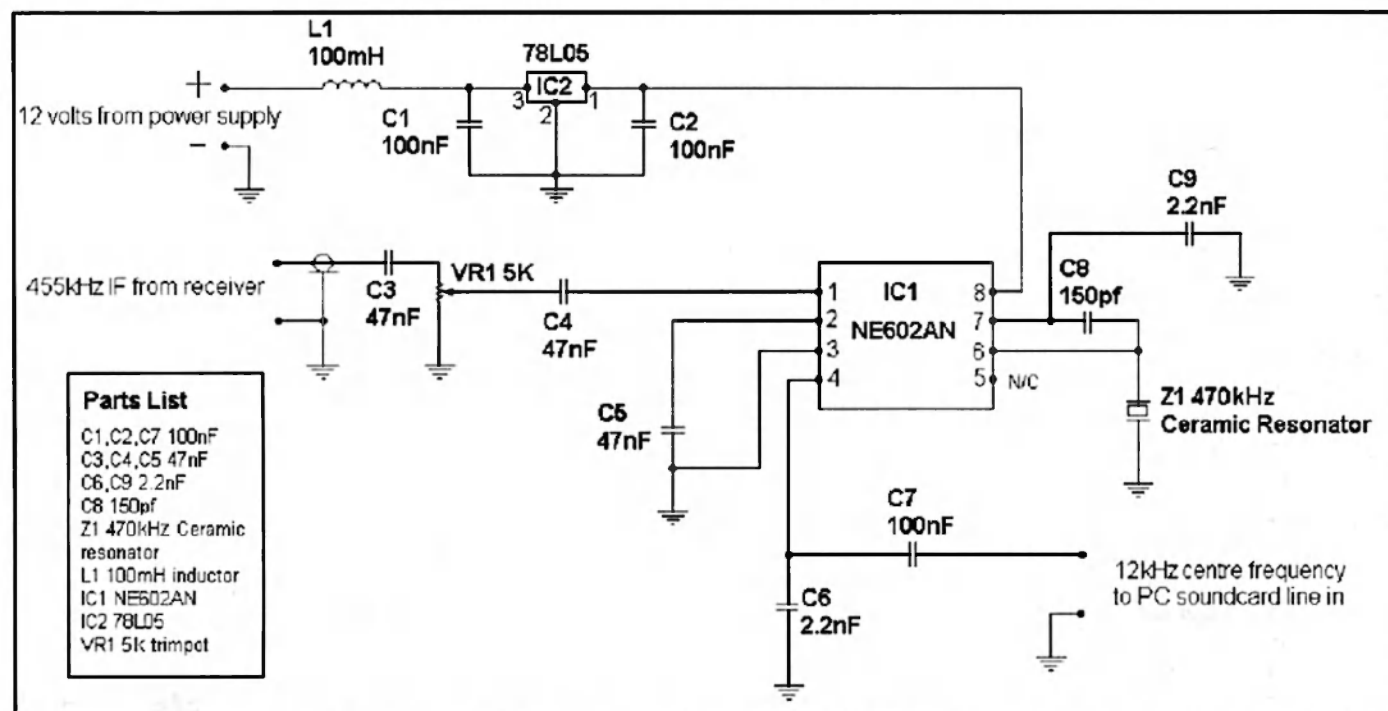 L1
100mH
78L05
IC2
3
1
2
+
12 volts from power supply
-
C1
100nF
C2
100nF
C9
2.2nF
455kHz IF from receiver
C3
47nF
VR1 5K
C4
47nF
IC1
NE602AN
1
2
3
4
8
7
6
5
N/C
C8
150pf
Z1 470kHz
Ceramic Resonator
C5
47nF
C7
100nF
C6
2.2nF
12kHz centre frequency
to PC soundcard line in
Parts List
C1,C2,C7 100nF
C3,C4,C5 47nF
C6,C9 2.2nF
C8 150pf
Z1 470kHz Ceramic
resonator
L1 100mH inductor
IC1 NE602AN
IC2 78L05
VR1 5k trimpot